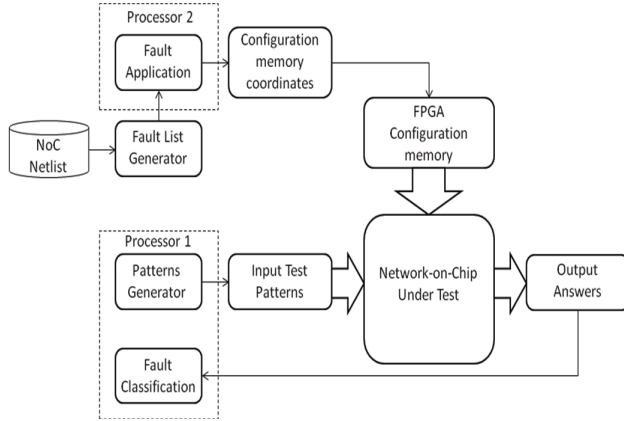 Processor 2
Fault
Application
Configuration
memory
coordinates
NoC
Netlist
Fault List
Generator
FPGA
Configuration
memory
Processor 1
Patterns
Generator
Input Test
Patterns
Network-on-Chip
Under Test
Output
Answers
Fault
Classification